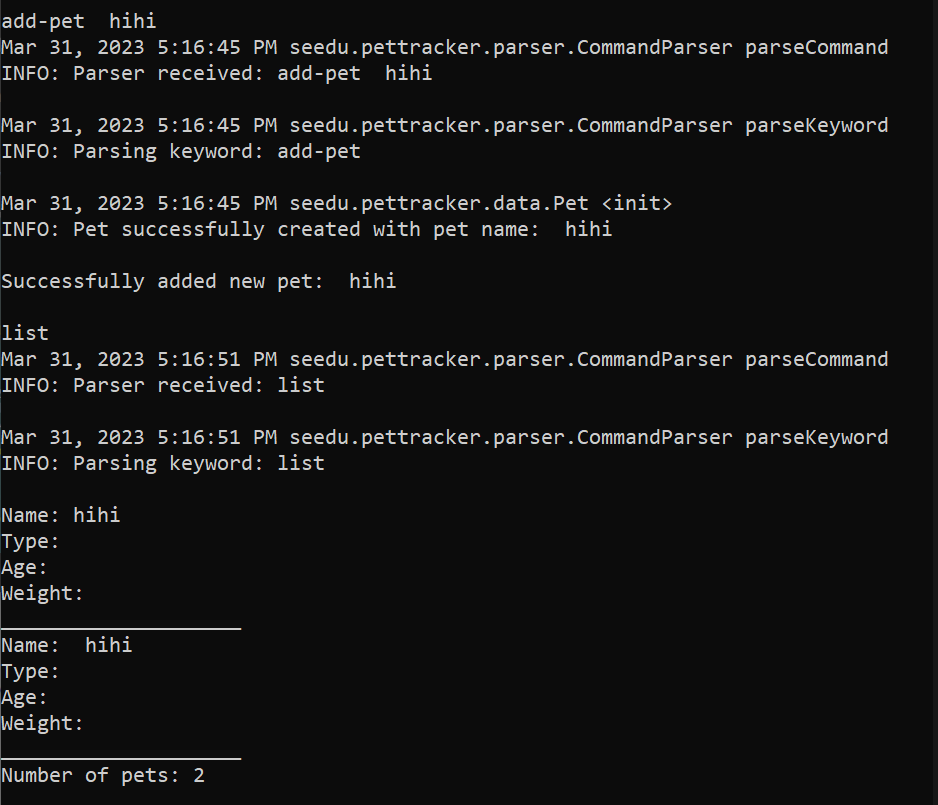 add-pet  hihi
Mar 31, 2023 5:16:45 PM seedu.pettracker.parser.CommandParser parseCommand
INFO: Parser received: add-pet  hihi
Mar 31, 2023 5:16:45 PM seedu.pettracker.parser.CommandParser parseKeyword
INFO: Parsing keyword: add-pet
Mar 31, 2023 5:16:45 PM seedu.pettracker.data.Pet <init>
INFO: Pet successfully created with pet name:  hihi
Successfully added new pet:  hihi
list
Mar 31, 2023 5:16:51 PM seedu.pettracker.parser.CommandParser parseCommand
INFO: Parser received: list
Mar 31, 2023 5:16:51 PM seedu.pettracker.parser.CommandParser parseKeyword
INFO: Parsing keyword: list
Name: hihi
Type:
Age:
Weight:
____________________
Name:  hihi
Type:
Age:
Weight:
____________________
Number of pets: 2